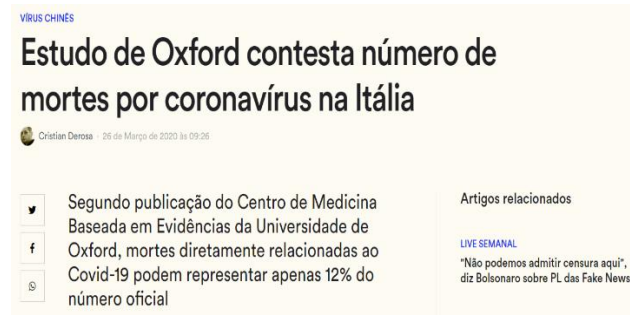 VÍRUS CHINÊS
Estudo de Oxford contesta número de
mortes por coronavírus na Itália
Cristian Derosa · 26 de Março de 2020 às 09:26
Segundo publicação do Centro de Medicina
Baseada em Evidências da Universidade de
Oxford, mortes diretamente relacionadas ao
Covid-19 podem representar apenas 12% do
número oficial
Artigos relacionados
LIVE SEMANAL
"Não podemos admitir censura aqui",
diz Bolsonaro sobre PL das Fake News